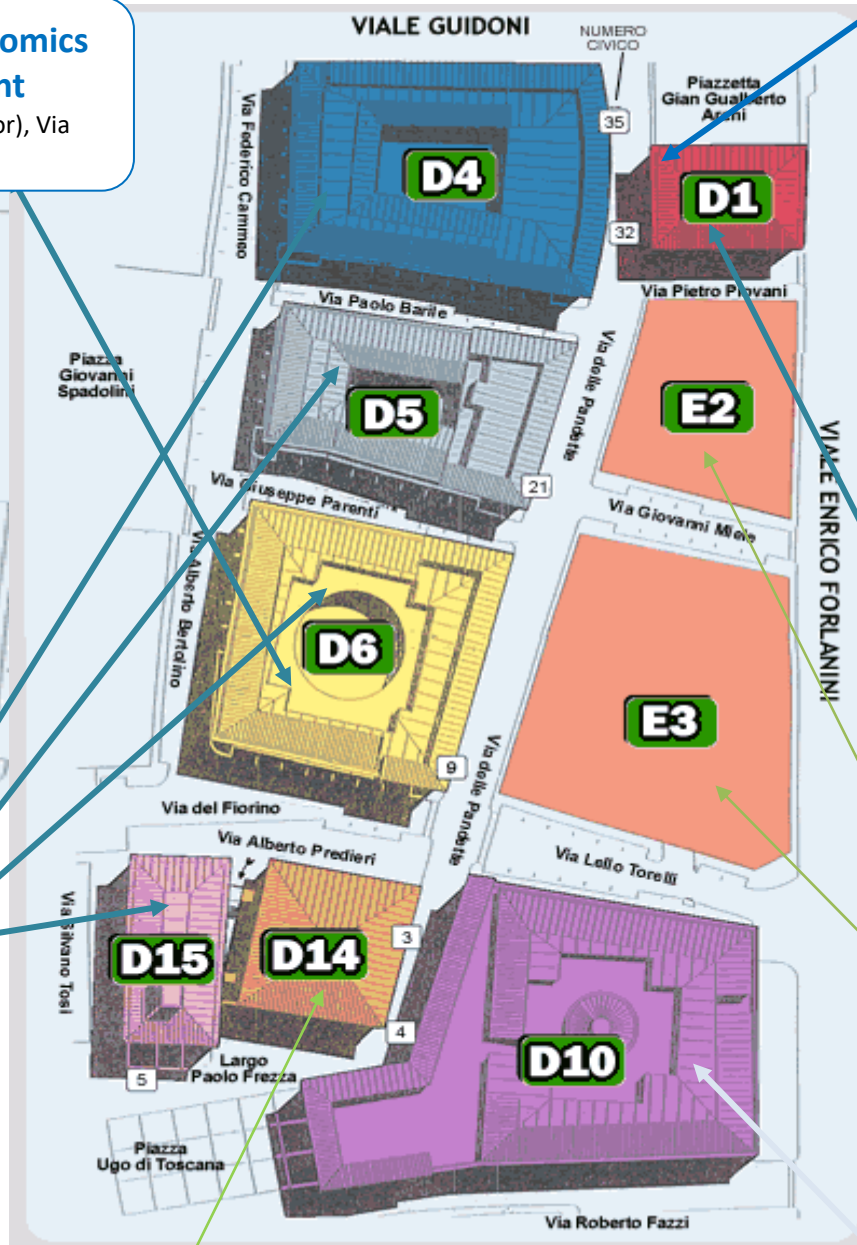 omics
nt
or), Via
VIALE GUIDONI
NUMERO
CIVICO
Piazzetta
Gian Gualberto
Arcni
Via Federico Cammeo
35
D4
D1
32
Via Pietro Piovani
Via Paolo Barile
Piazza
Giovanni
Spadolini
Via delle Pandette
D5
E2
21
Via Giuseppe Parenti
Via Giovanni Miele
VIALE ENRICO FORLANINI
Via Alberto Bertolino
D6
E3
9
Via delle Pandette
Via del Fiorino
Via Alberto Predieri
Via Lello Torelli
Via Silvano Tosi
D15
D14
3
4
D10
5
Largo
Paolo Frezza
Piazza
Ugo di Toscana
Via Roberto Fazzi